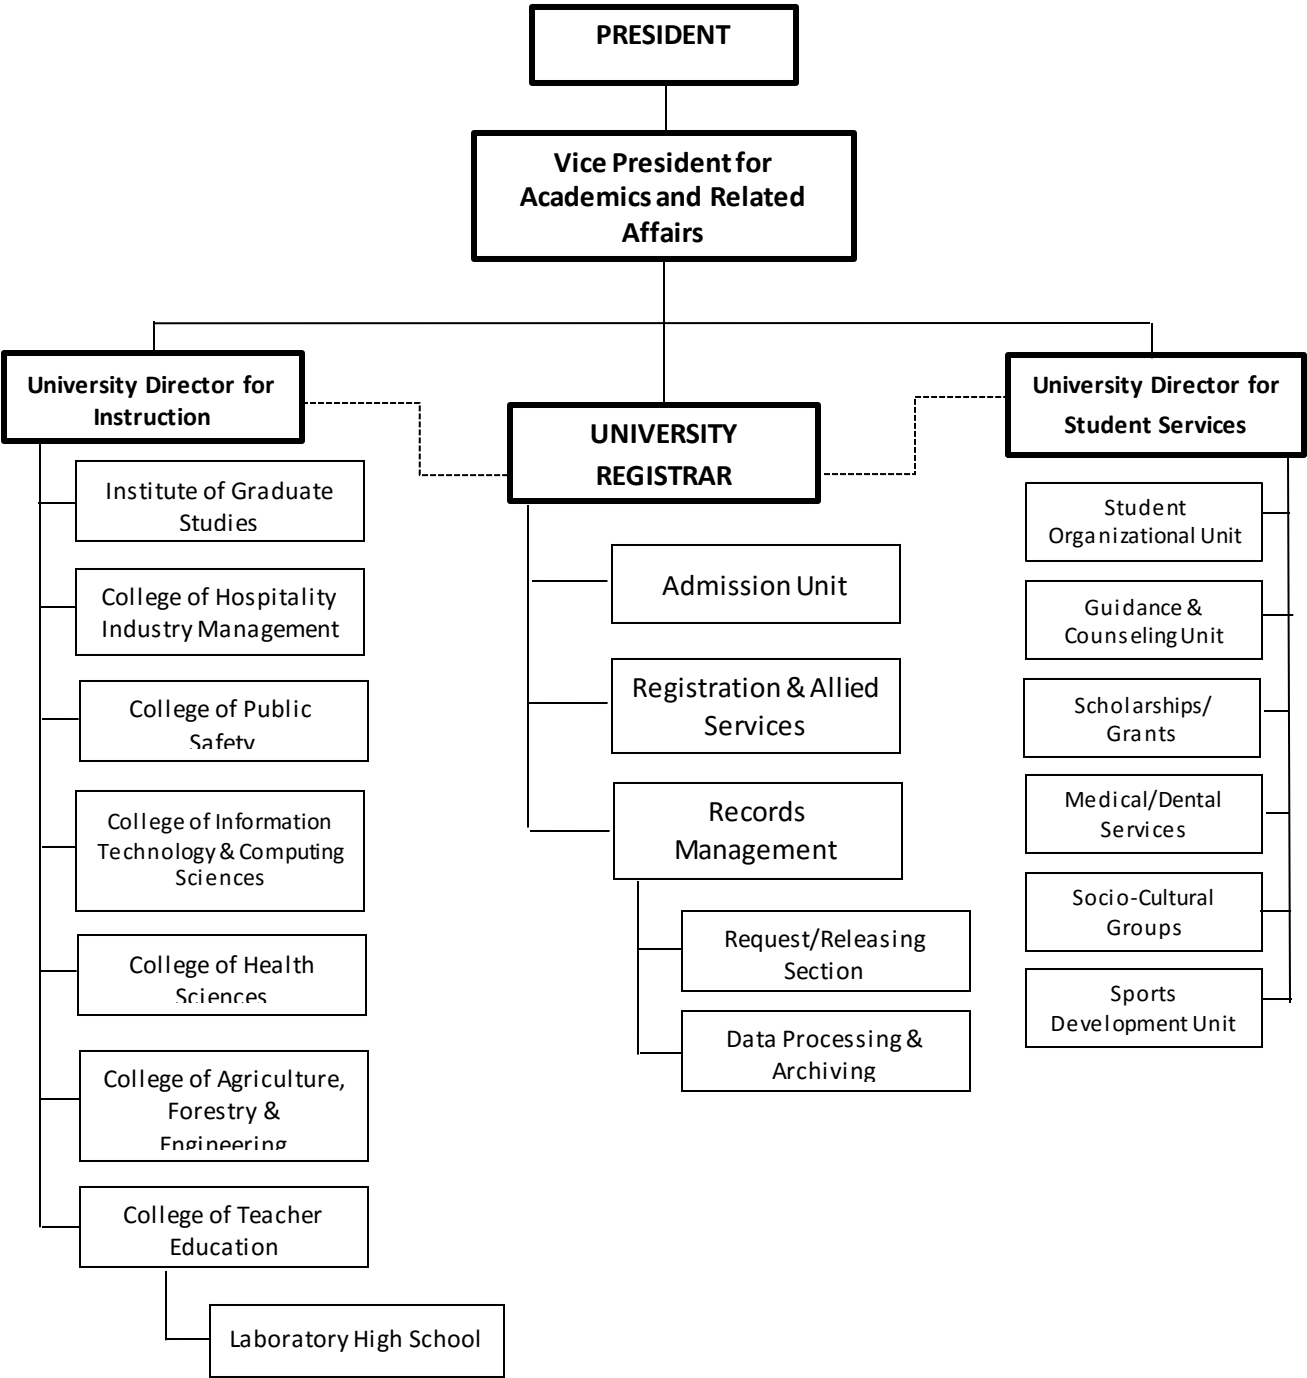 PRESIDENT
Vice President for
Academics and Related
Affairs
University Director for
Instruction
Institute of Graduate
Studies
College of Hospitality
Industry Management
College of Public
Safety
College of Information
Technology & Computing
Sciences
College of Health
Sciences
College of Agriculture,
Forestry &
Engineering
College of Teacher
Education
Laboratory High School
UNIVERSITY
REGISTRAR
Admission Unit
Registration & Allied
Services
Records
Management
Request/Releasing
Section
Data Processing &
Archiving
University Director for
Student Services
Student
Organizational Unit
Guidance &
Counseling Unit
Scholarships/
Grants
Medical/Dental
Services
Socio-Cultural
Groups
Sports
Development Unit